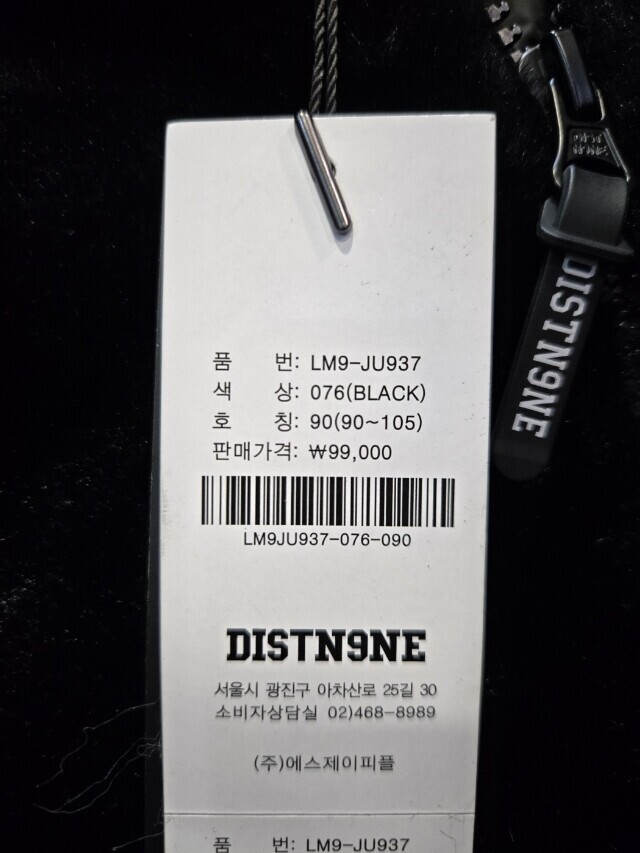 품 번: LM9-JU937
색 상: 076(BLACK)
호 칭: 90(90~105)
판매가격: ₩99,000
LM9JU937-076-090
DISTN9NE
서울시 광진구 아차산로 25길 30
소비자상담실 02)468-8989
(주)에스제이피플
품 번: LM9-JU937
DIST
N9NE
DISTN9NE